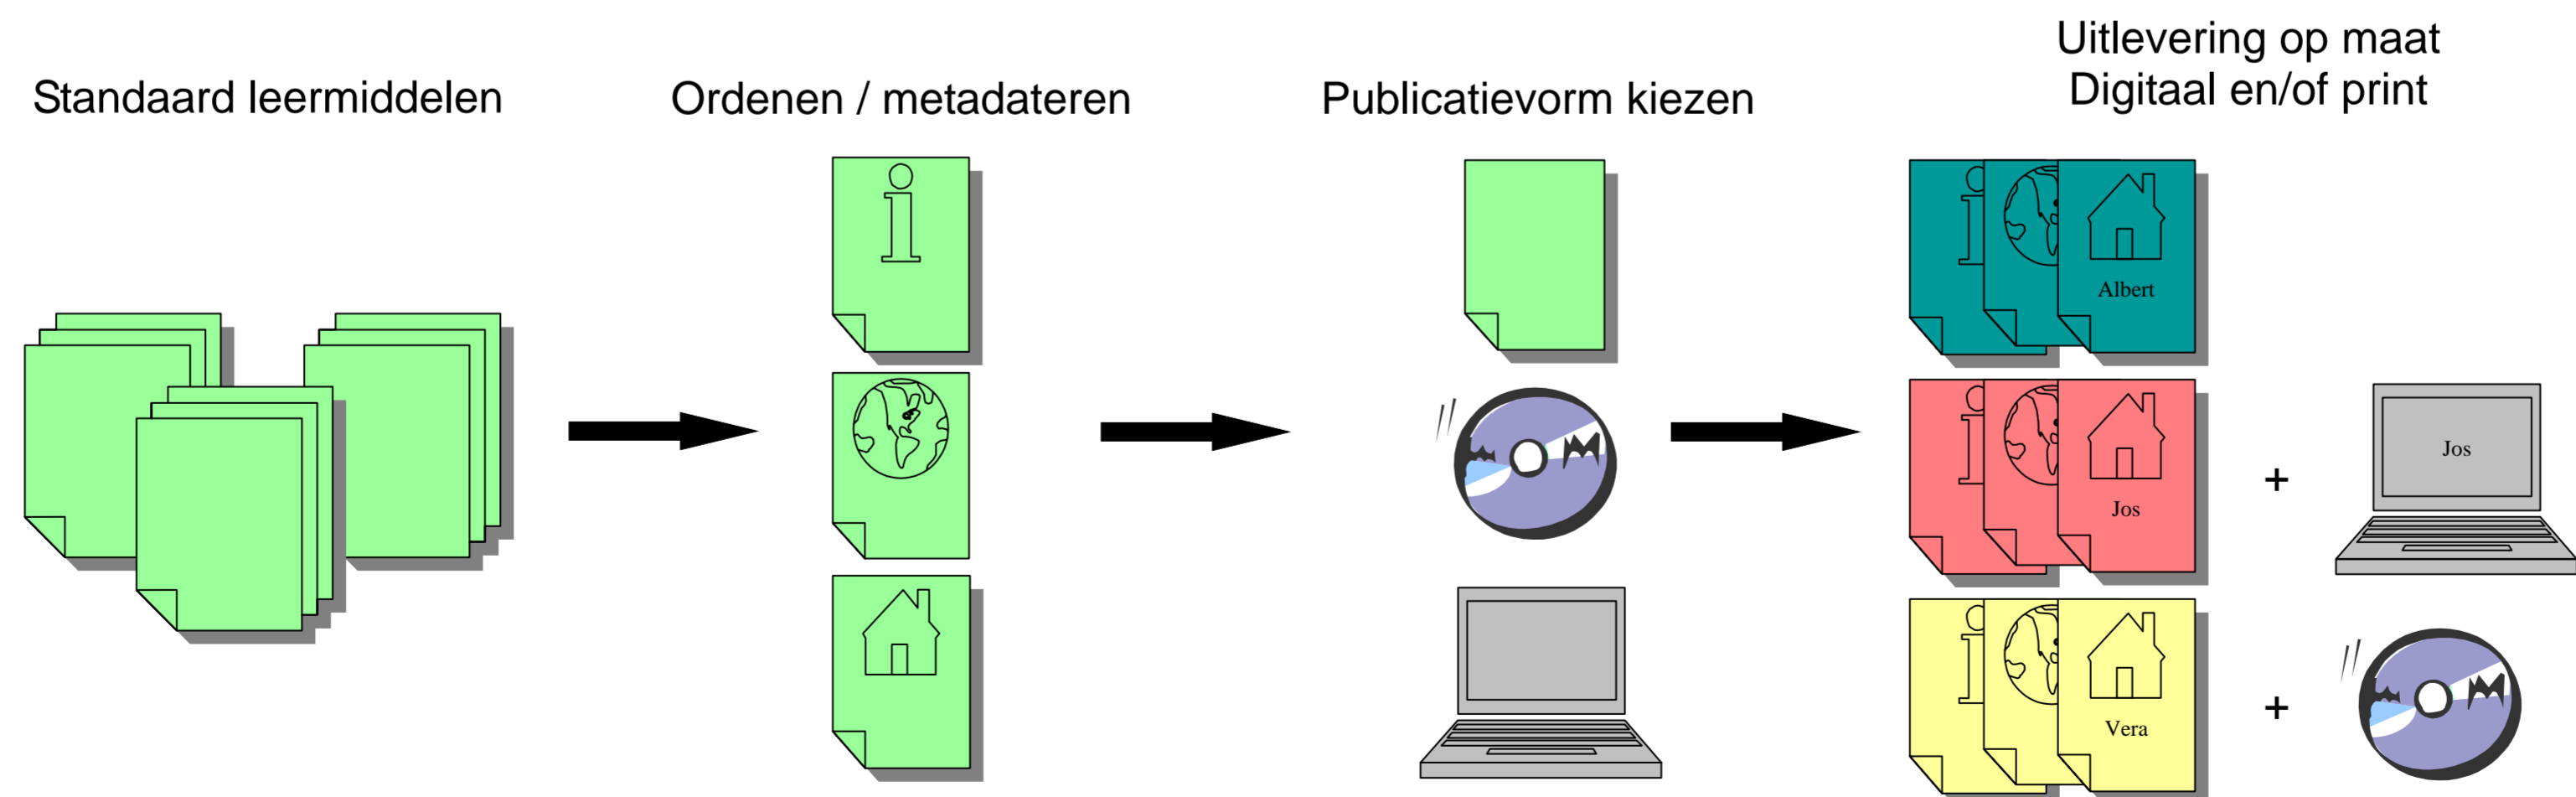 Standaard leermiddelen
Ordenen / metadateren
Publicatievorm kiezen
Uitlevering op maat
Digitaal en/of print
Albert
Jos
+
Jos
Vera
+